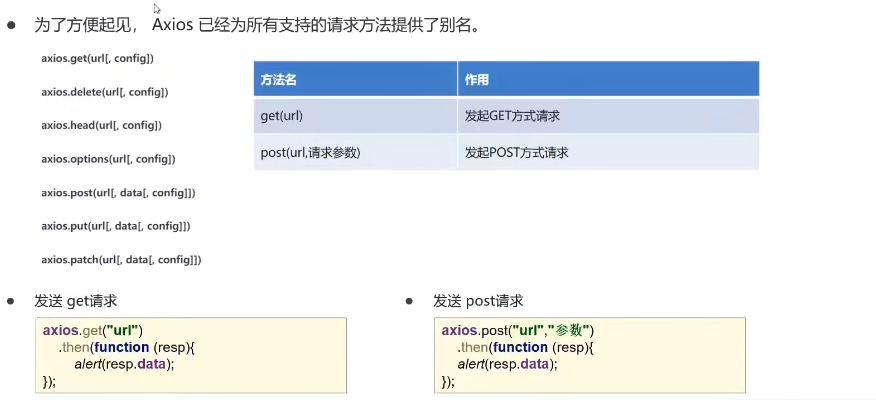 为了方便起见， Axios 已经为所有支持的请求方法提供了别名。
axios.get(url[, config])
axios.delete(url[, config])
axios.head(url[, config])
axios.options(url[, config])
axios.post(url[, data[, config]])
axios.put(url[, data[, config]])
axios.patch(url[, data[, config]])
方法名 作用
get(url) 发起GET方式请求
post(url,请求参数) 发起POST方式请求
发送 get请求
axios.get("url")
.then(function (resp){
alert(resp.data);
});
发送 post请求
axios.post("url","参数")
.then(function (resp){
alert(resp.data);
});